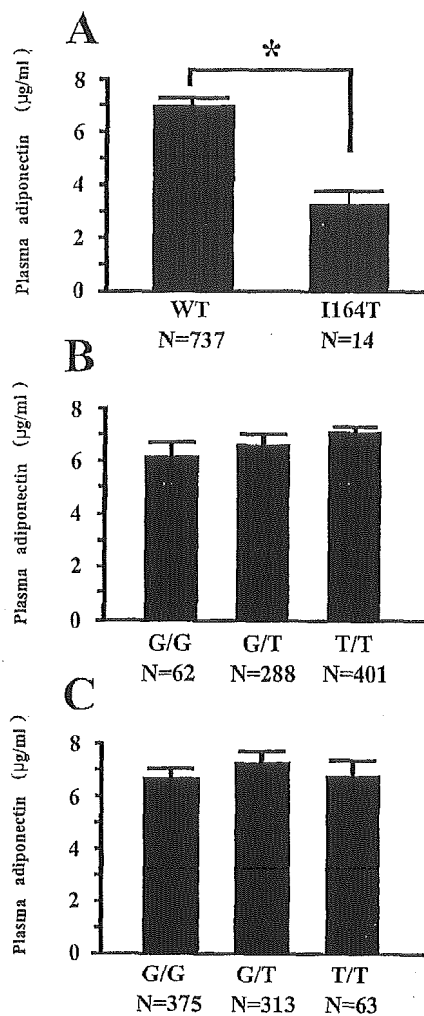 A
*
Plasma adiponectin (μg/ml)
8
6
4
2
0
WT I164T
N=737 N=14
B
Plasma adiponectin (μg/ml)
8
6
4
2
0
G/G G/T T/T
N=62 N=288 N=401
C
Plasma adiponectin (μg/ml)
8
6
4
2
0
G/G G/T T/T
N=375 N=313 N=63